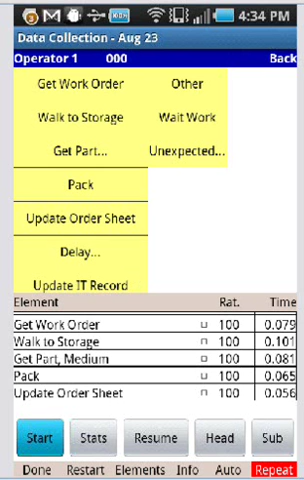 4:34 PM
Data Collection - Aug 23
Operator 1 000 Back
Get Work Order Other
Walk to Storage Wait Work
Get Part... Unexpected...
Pack
Update Order Sheet
Delay...
Update IT Record
Element Rat. Time
Get Work Order 100 0.079
Walk to Storage 100 0.101
Get Part, Medium 100 0.081
Pack 100 0.065
Update Order Sheet 100 0.056
Start Stats Resume Head Sub
Done Restart Elements Info Auto Repeat